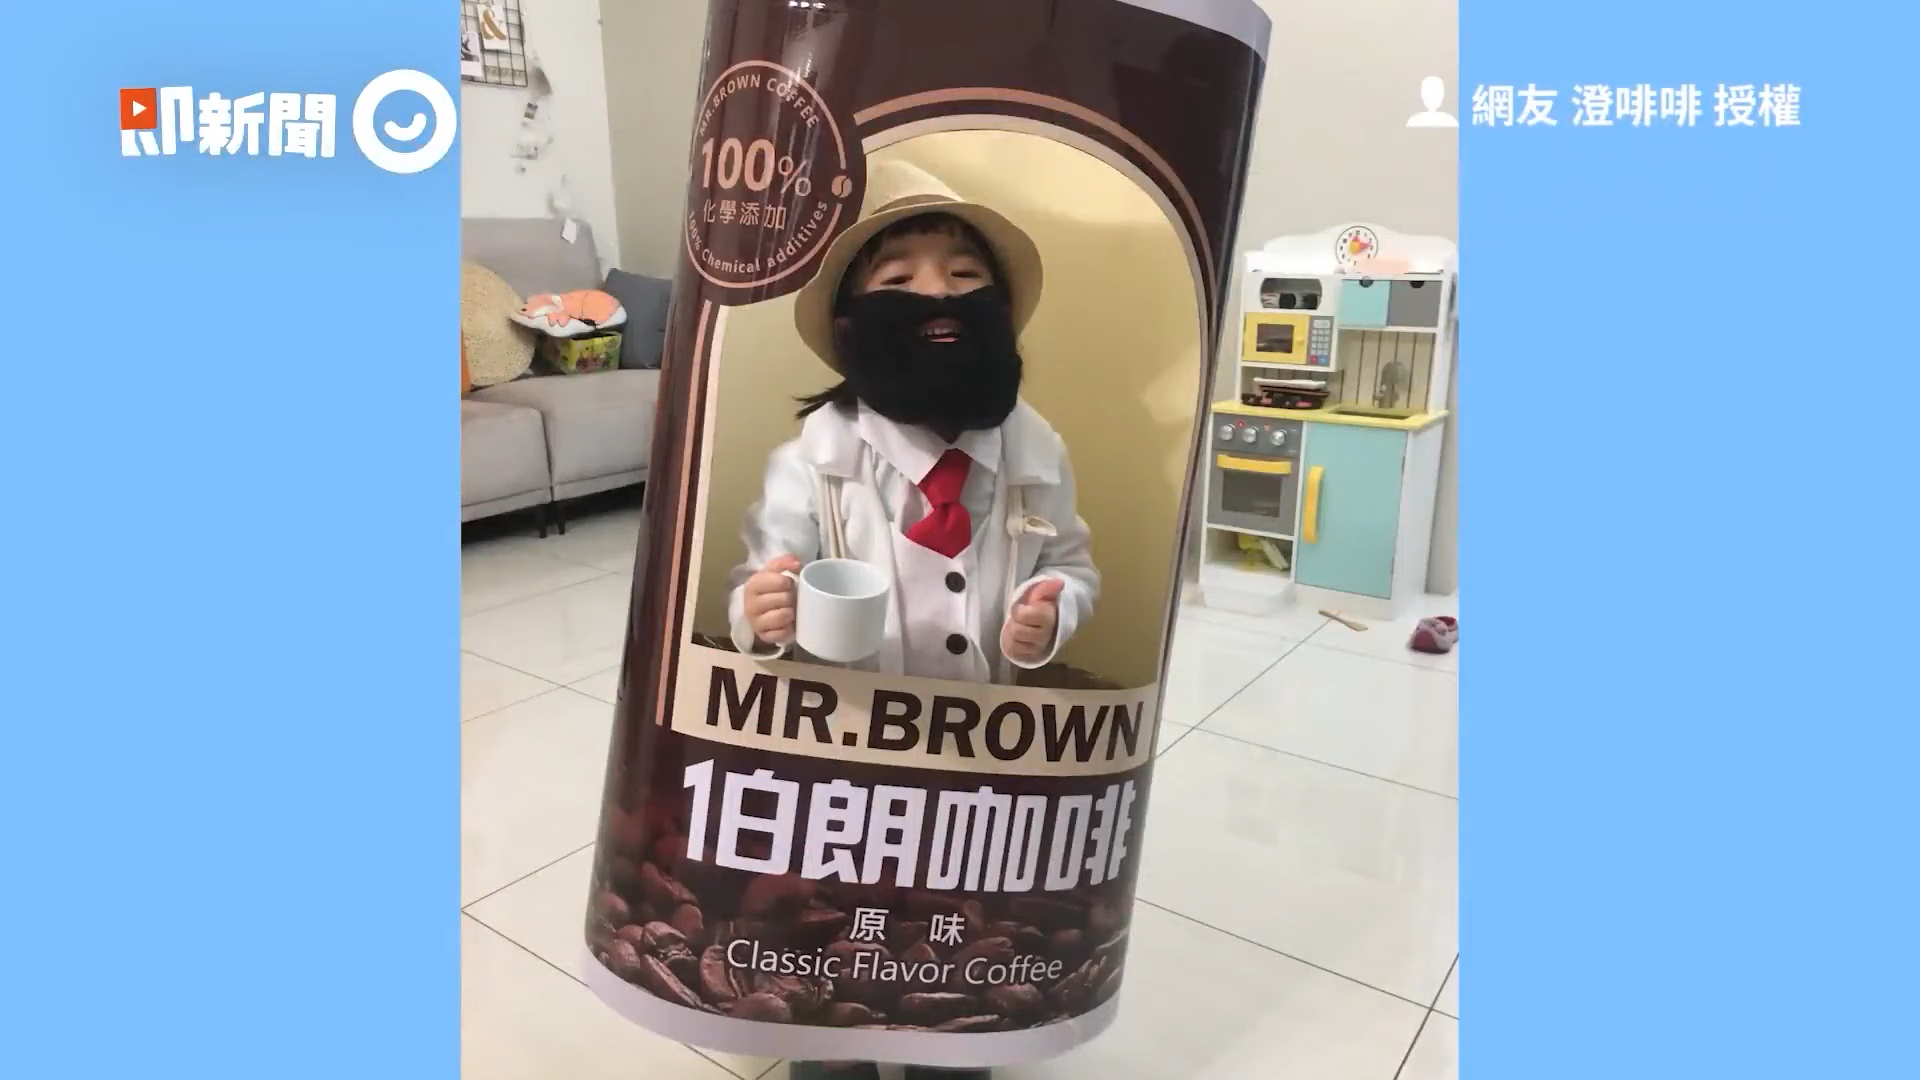 即新聞
網友 澄啡啡 授權
MR.BROWN COFFEE
100%
化學添加
100% Chemical additives
MR.BROWN
伯朗咖啡
原 味
Classic Flavor Coffee